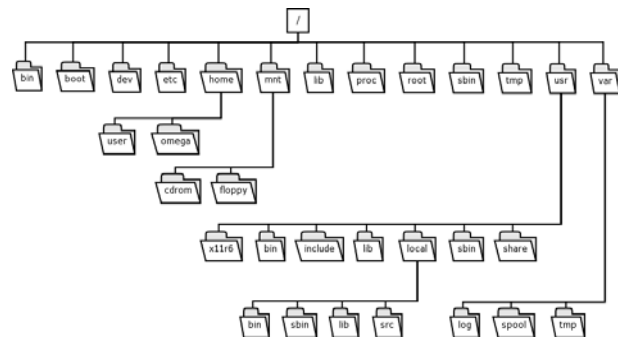 /
bin boot dev etc home mnt lib proc root sbin tmp usr var
user omega
cdrom floppy
x11r6 bin include lib local sbin share
bin sbin lib src log spool tmp